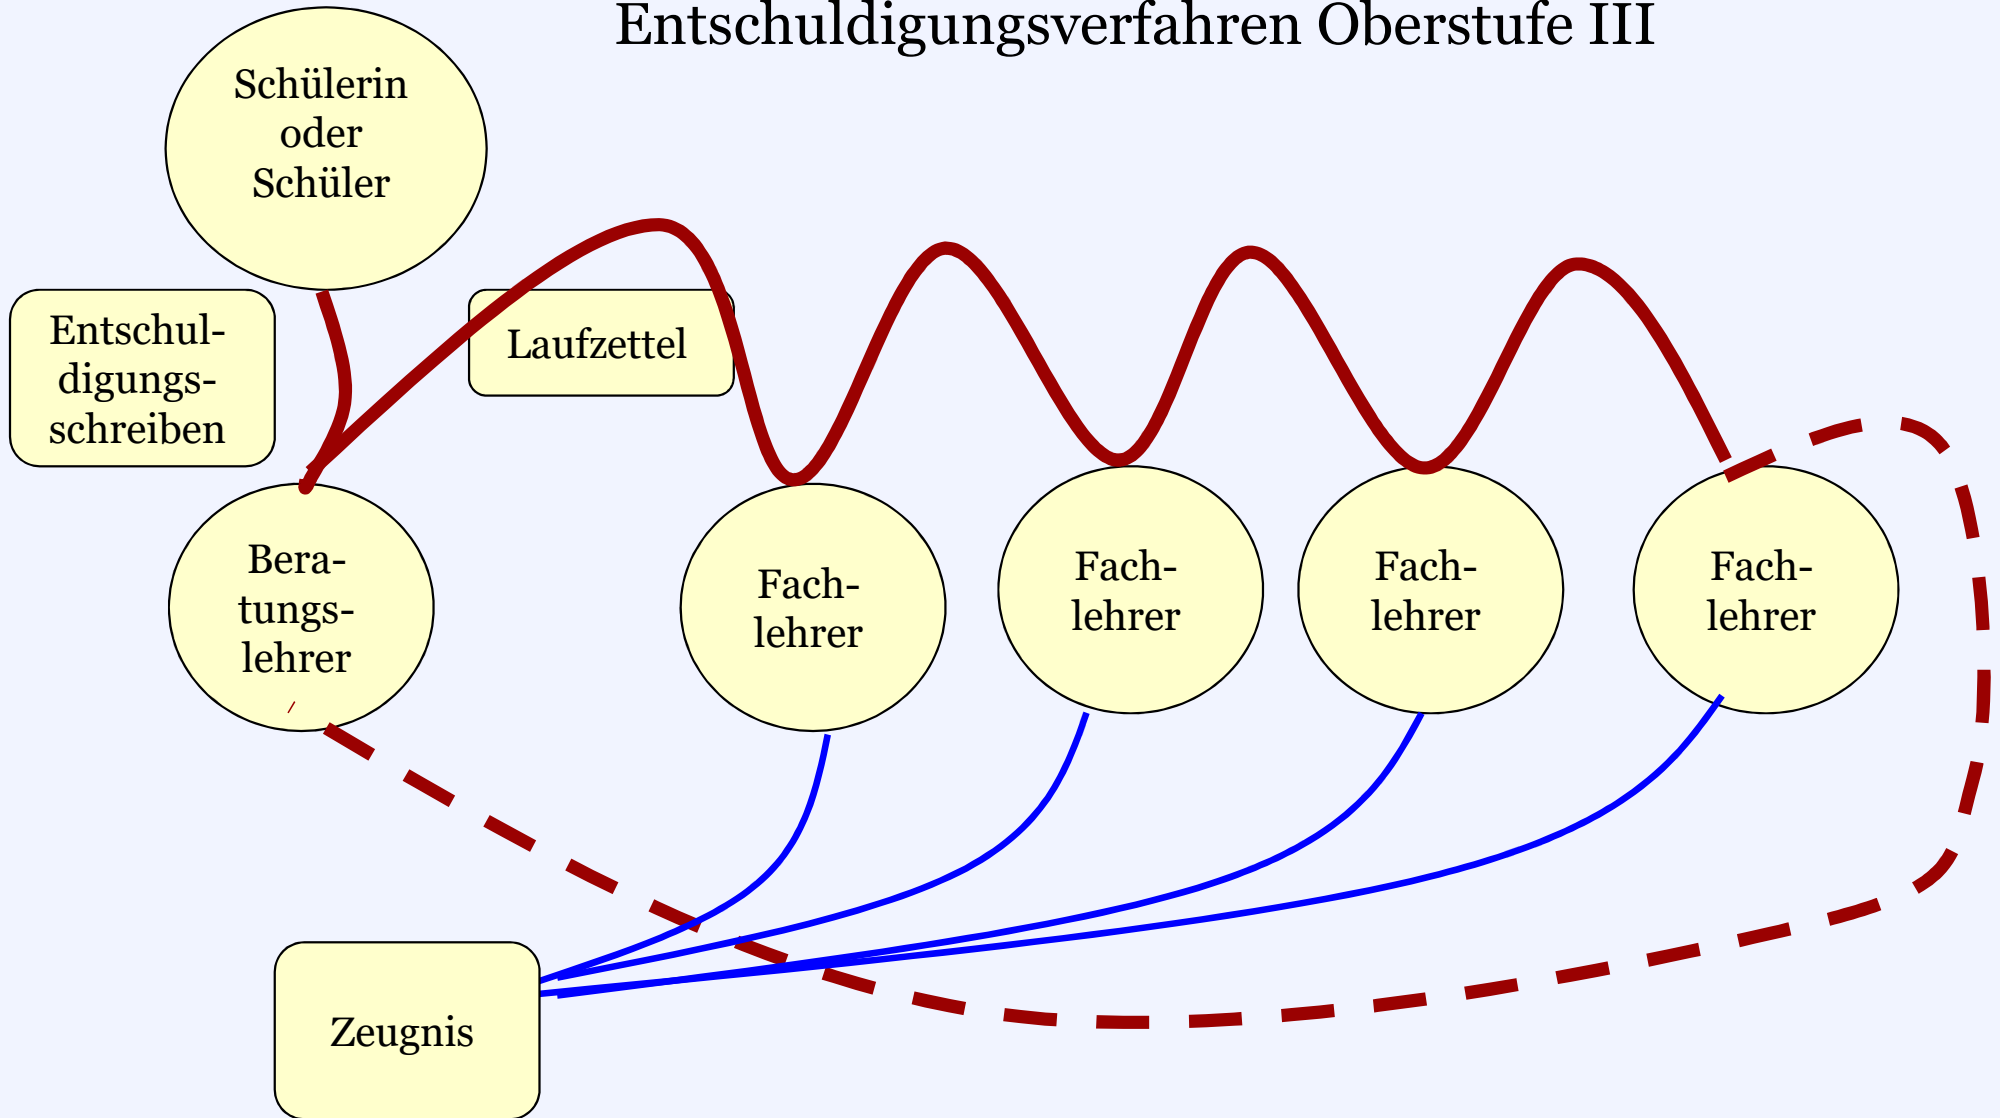 Entschuldigungsverfahren Oberstufe III
Schülerin
oder
Schüler
Entschul-
digungs-
schreiben
Laufzettel
Bera-
tungs-
lehrer
Fach-
lehrer
Fach-
lehrer
Fach-
lehrer
Fach-
lehrer
Zeugnis